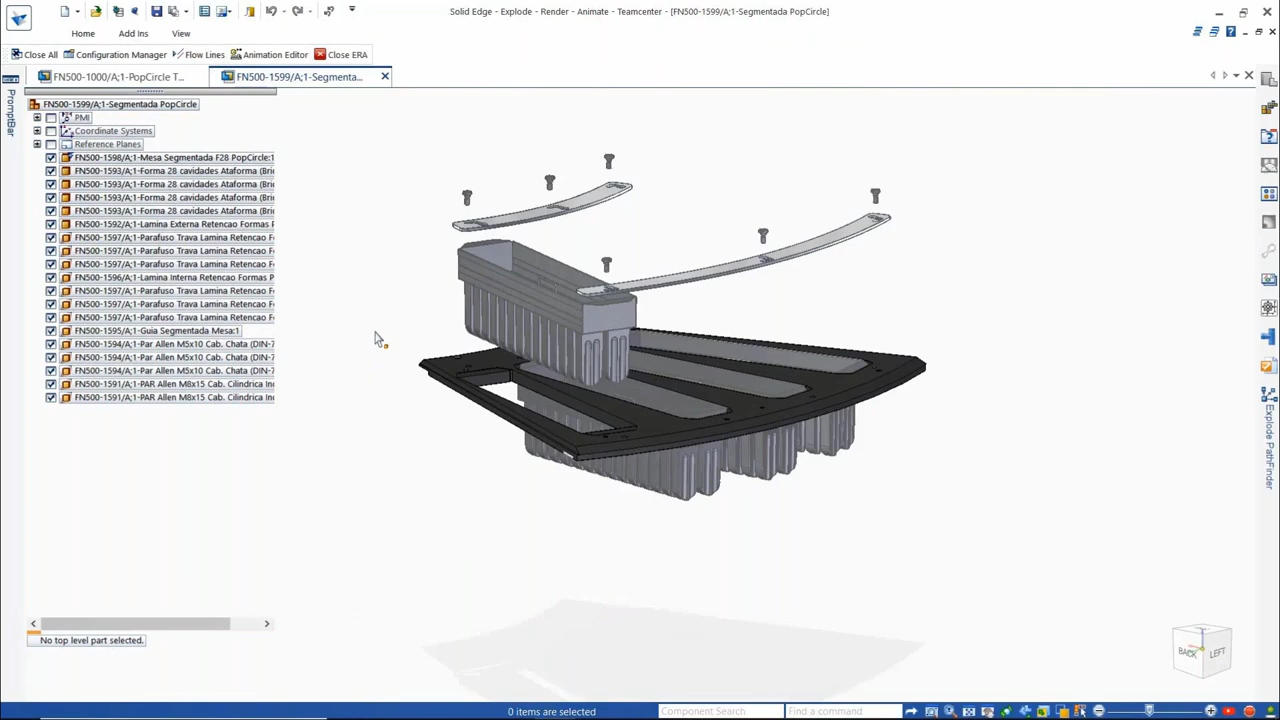 Solid Edge - Explode - Render - Animate - Teamcenter - [FN500-1599/A;1-Segmentada PopCircle]
Home Add Ins View
Close All Configuration Manager Flow Lines Animation Editor Close ERA
FN500-1000/A;1-PopCircle T... FN500-1599/A;1-Segmenta...
PromptBar
FN500-1599/A;1-Segmentada PopCircle
PMI
Coordinate Systems
Reference Planes
FN500-1598/A;1-Mesa Segmentada F28 PopCircle:1
FN500-1593/A;1-Forma 28 cavidades Ataforma (Bri
FN500-1593/A;1-Forma 28 cavidades Ataforma (Bri
FN500-1593/A;1-Forma 28 cavidades Ataforma (Bri
FN500-1593/A;1-Forma 28 cavidades Ataforma (Bri
FN500-1592/A;1-Lamina Externa Retencao Formas P
FN500-1597/A;1-Parafuso Trava Lamina Retencao Fo
FN500-1597/A;1-Parafuso Trava Lamina Retencao Fo
FN500-1597/A;1-Parafuso Trava Lamina Retencao Fo
FN500-1596/A;1-Lamina Interna Retencao Formas P
FN500-1597/A;1-Parafuso Trava Lamina Retencao Fo
FN500-1597/A;1-Parafuso Trava Lamina Retencao Fo
FN500-1597/A;1-Parafuso Trava Lamina Retencao Fo
FN500-1595/A;1-Guia Segmentada Mesa:1
FN500-1594/A;1-Par Allen M5x10 Cab. Chata (DIN-7
FN500-1594/A;1-Par Allen M5x10 Cab. Chata (DIN-7
FN500-1594/A;1-Par Allen M5x10 Cab. Chata (DIN-7
FN500-1591/A;1-PAR Allen M8x15 Cab. Cilindrica In
FN500-1591/A;1-PAR Allen M8x15 Cab. Cilindrica In
Explode PathFinder
No top level part selected.
BACK LEFT
0 items are selected Component Search Find a command